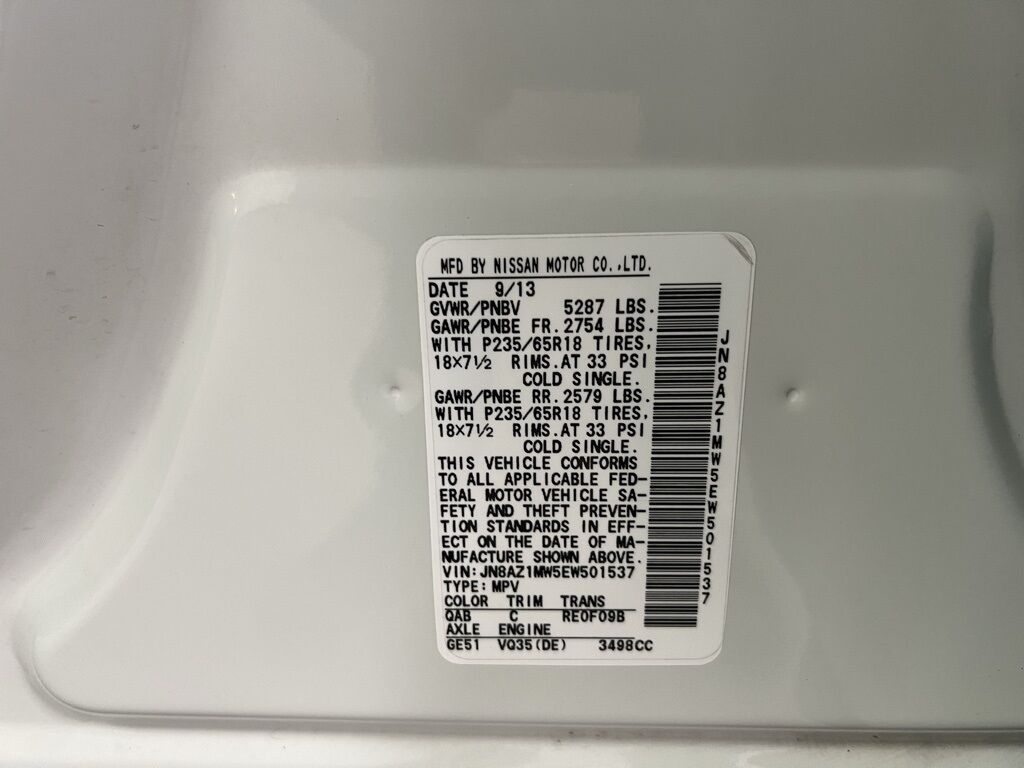 MFD BY NISSAN MOTOR CO.,LTD.
DATE 9/13
GVWR/PNBV 5287 LBS.
GAWR/PNBE FR.2754 LBS.
WITH P235/65R18 TIRES,
18×7½ RIMS.AT 33 PSI
COLD SINGLE.
GAWR/PNBE RR.2579 LBS.
WITH P235/65R18 TIRES,
18×7½ RIMS.AT 33 PSI
COLD SINGLE.
THIS VEHICLE CONFORMS
TO ALL APPLICABLE FED-
ERAL MOTOR VEHICLE SA-
FETY AND THEFT PREVEN-
TION STANDARDS IN EFF-
ECT ON THE DATE OF MA-
NUFACTURE SHOWN ABOVE.
VIN:JN8AZ1MW5EW501537
TYPE:MPV
COLOR TRIM TRANS
QAB C RE0F09B
AXLE ENGINE
GE51 VQ35(DE) 3498CC
JN8AZ1MW5EW501537